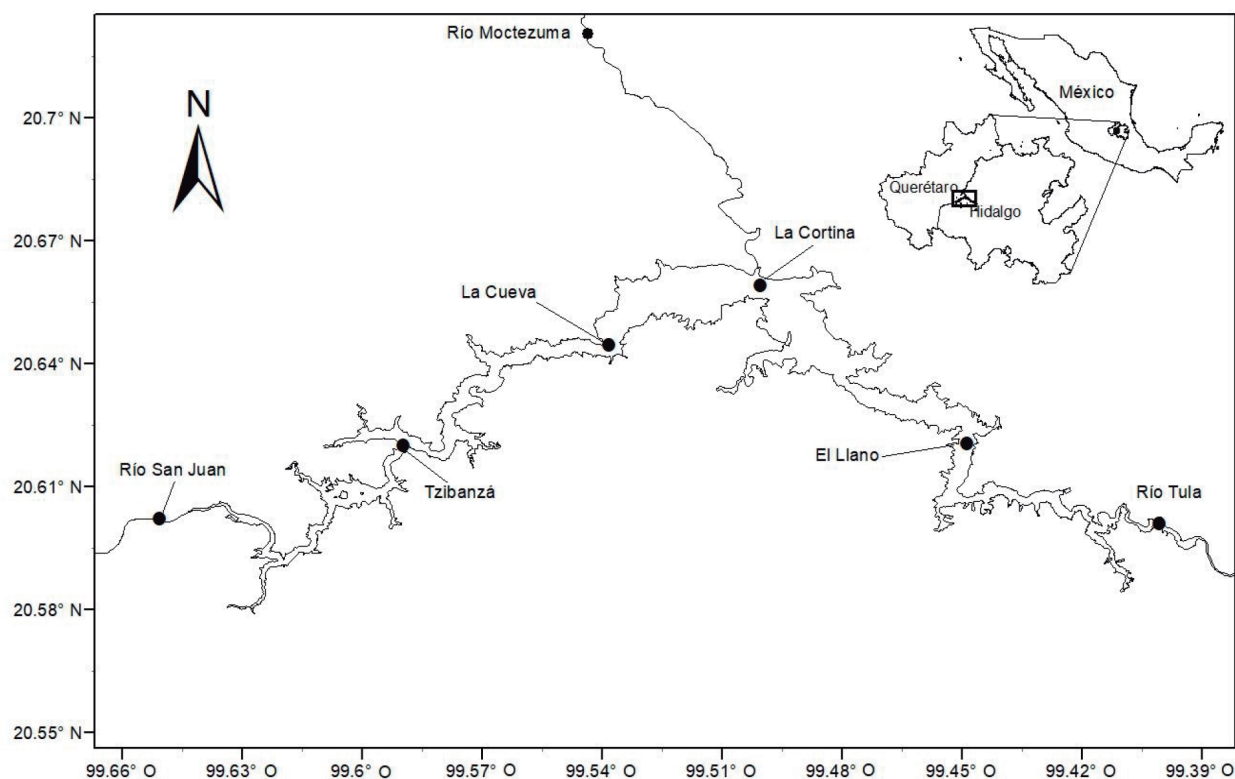 Río Moctezuma
N
México
20.7° N
Querétaro
Hidalgo
20.67° N
La Cortina
La Cueva
20.64° N
El Llano
Río San Juan
Tzibanzá
20.61° N
Río Tula
20.58° N
20.55° N
99.66° O
99.63° O
99.6° O
99.57° O
99.54° O
99.51° O
99.48° O
99.45° O
99.42° O
99.39° O